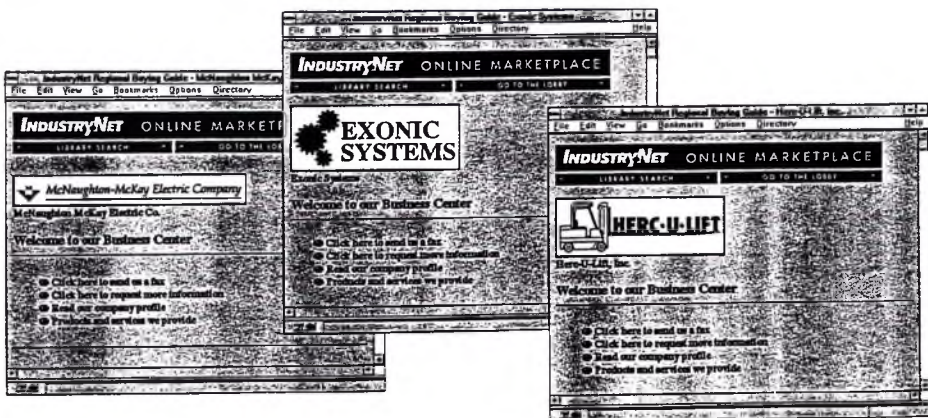 IndustryNet Regional Buying Guide - McNaughton McKay
File Edit View Go Bookmarks Options Directory
INDUSTRYNET ONLINE MARKETP
LIBRARY SEARCH GO TO THE LOB
McNaughton-McKay Electric Company
McNaughton McKay Electric Co.
Welcome to our Business Center
Click here to send us a fax
Click here to request more information
Read our company profile
Products and services we provide
IndustryNet Regional Buying Guide - Exonic Systems
File Edit View Go Bookmarks Options Directory Help
INDUSTRYNET ONLINE MARKETPLACE
LIBRARY SEARCH GO TO THE LOBBY
EXONIC
SYSTEMS
Exonic Systems
Welcome to our Business Center
Click here to send us a fax
Click here to request more information
Read our company profile
Products and services we provide
IndustryNet Regional Buying Guide - Herc-U-Lift, Inc.
File Edit View Go Bookmarks Options Directory Help
INDUSTRYNET ONLINE MARKETPLACE
LIBRARY SEARCH GO TO THE LOBBY
HERC-U-LIFT
Herc-U-Lift, Inc.
Welcome to our Business Center
Click here to send us a fax
Click here to request more information
Read our company profile
Products and services we provide